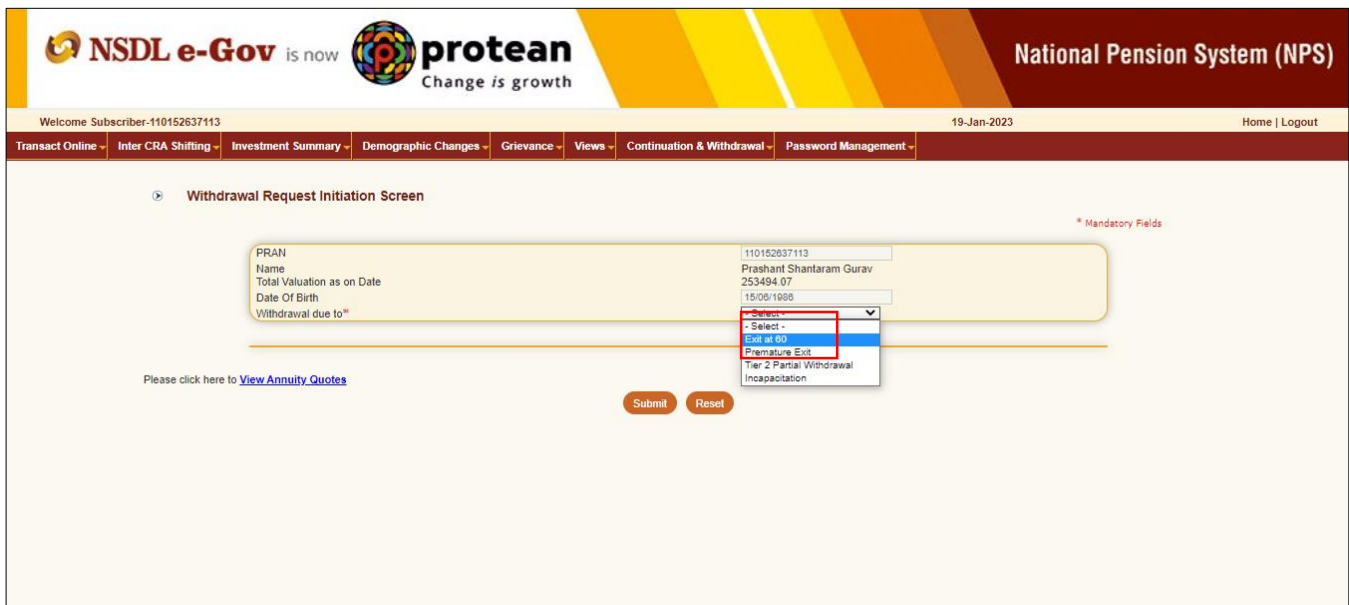 NSDL e-Gov is now protean
Change is growth
National Pension System (NPS)
Welcome Subscriber-110152637113 19-Jan-2023 Home | Logout
Transact Online Inter CRA Shifting Investment Summary Demographic Changes Grievance Views Continuation & Withdrawal Password Management
Withdrawal Request Initiation Screen
* Mandatory Fields
PRAN 110152637113
Name Prashant Shantaram Gurav
Total Valuation as on Date 253494.07
Date Of Birth 15/06/1986
Withdrawal due to* - Select -
- Select -
Exit at 60
Premature Exit
Tier 2 Partial Withdrawal
Incapacitation
Please click here to View Annuity Quotes
Submit Reset